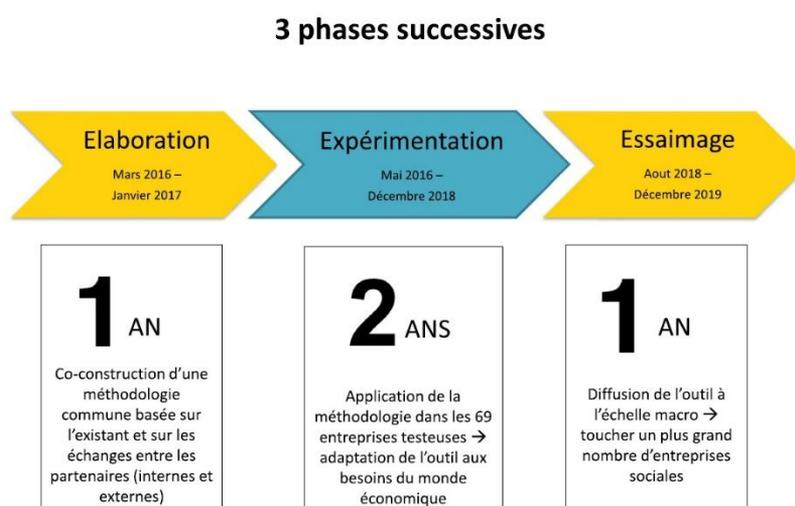 3 phases successives
Elaboration
Mars 2016 –
Janvier 2017
Expérimentation
Mai 2016 –
Décembre 2018
Essaimage
Aout 2018 –
Décembre 2019
1 AN
Co-construction d’une
méthodologie
commune basée sur
l’existant et sur les
échanges entre les
partenaires (internes et
externes)
2 ANS
Application de la
méthodologie dans les 69
entreprises testeuses →
adaptation de l’outil aux
besoins du monde
économique
1 AN
Diffusion de l’outil à
l’échelle macro →
toucher un plus grand
nombre d’entreprises
sociales